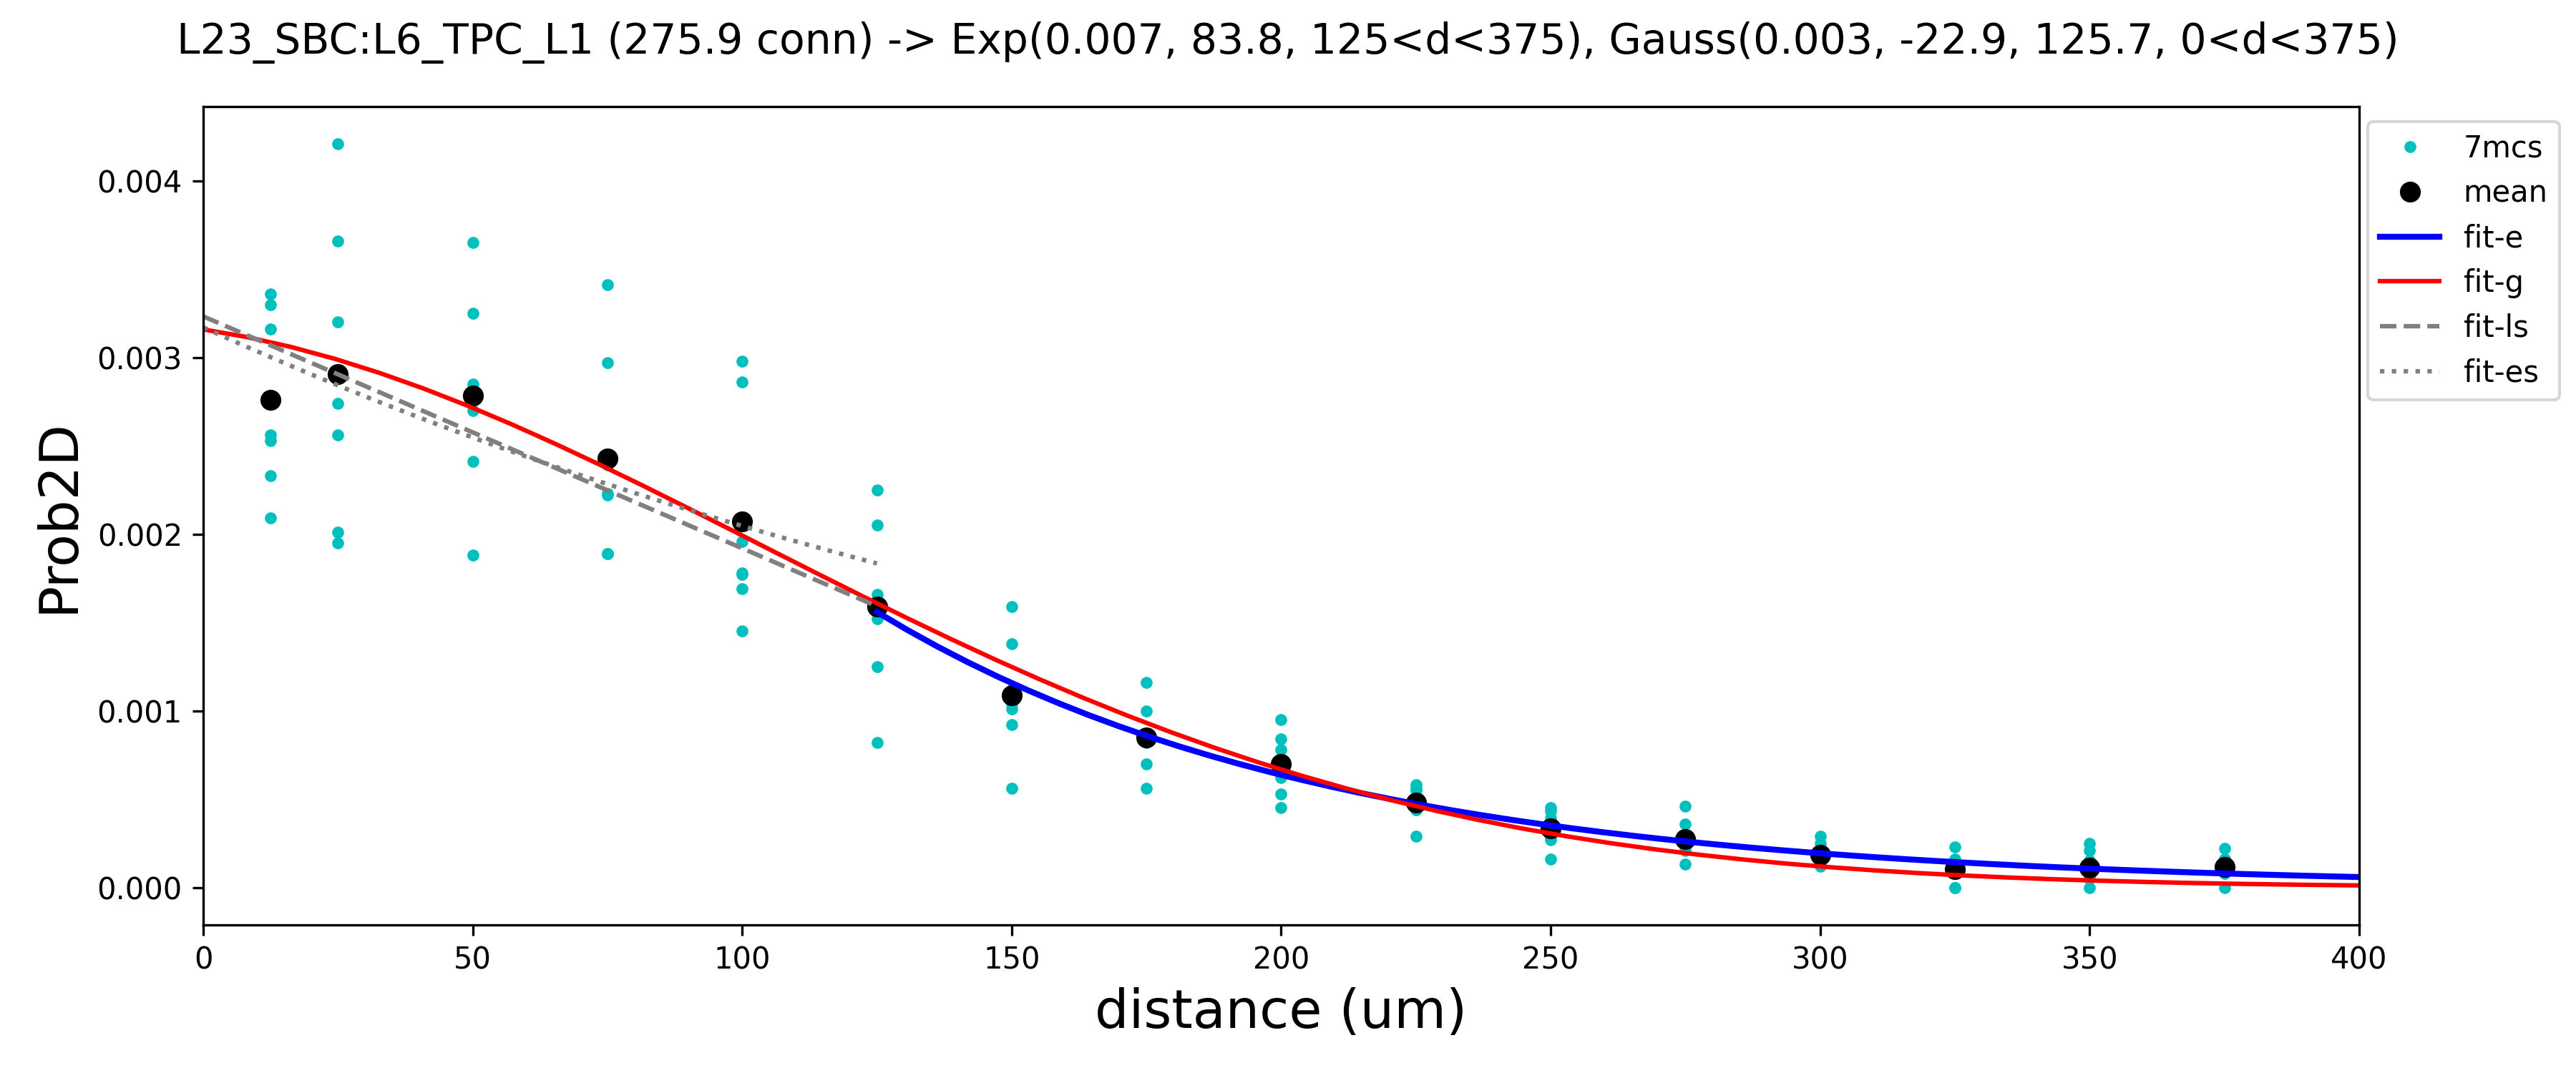 L23_SBC:L6_TPC_L1 (275.9 conn) -> Exp(0.007, 83.8, 125<d<375), Gauss(0.003, -22.9, 125.7, 0<d<375)
7mcs
mean
fit-e
fit-g
fit-ls
fit-es
Prob2D
0.004
0.003
0.002
0.001
0.000
0 50 100 150 200 250 300 350 400
distance (um)